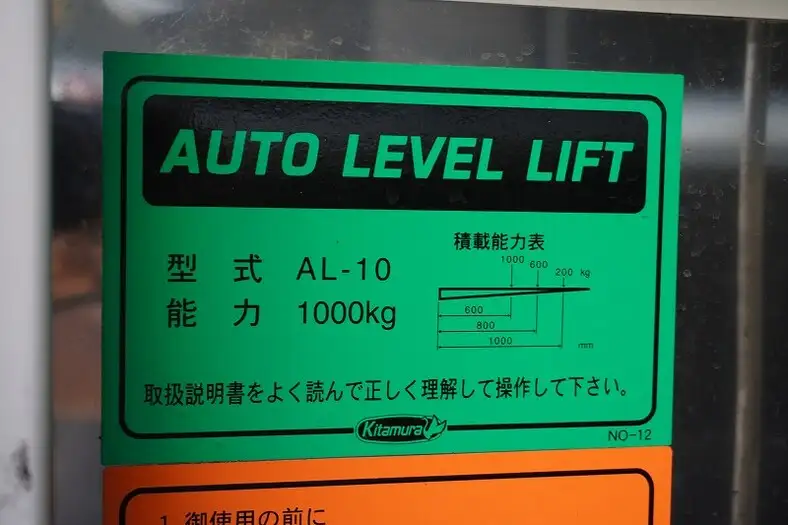 AUTO LEVEL LIFT
型式 AL-10
能力 1000kg
積載能力表
1000 600 200 kg
600
800
1000
mm
取扱説明書をよく読んで正しく理解して操作して下さい。
Kitamura
NO-12
1. 御使用の前に